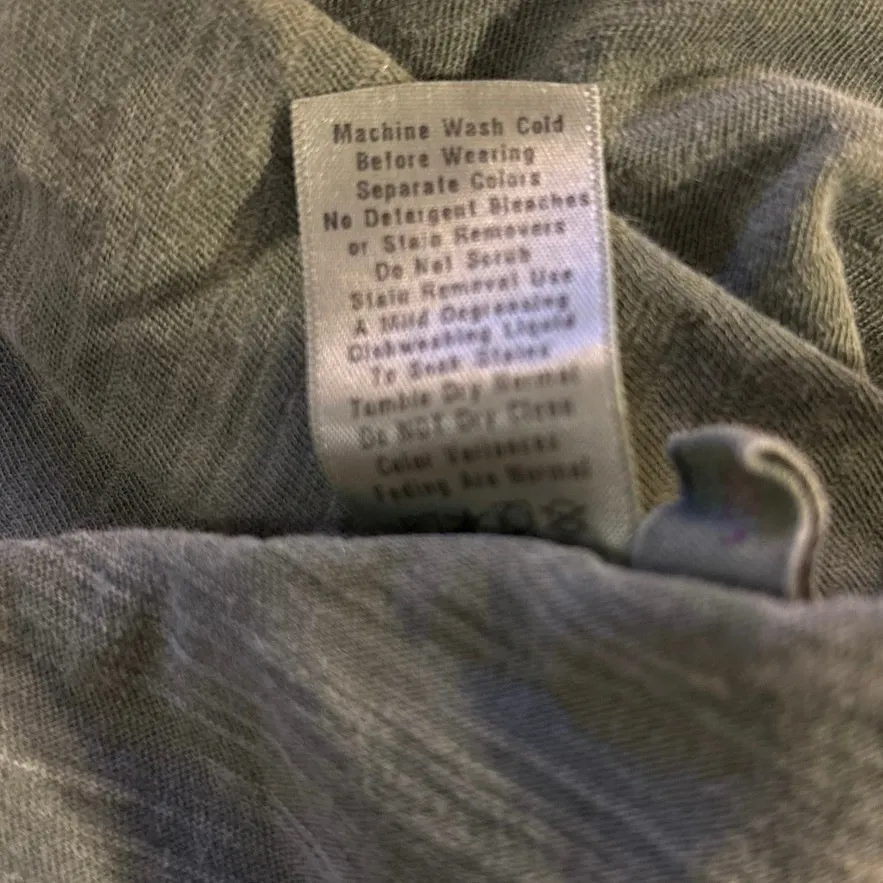 Machine Wash Cold
Before Wearing
Separate Colors
No Detergent Bleaches
or Stain Removers
Do Not Scrub
Stain Removal Use
A Mild Degreasing
Dishwashing Liquid
To Soak Stains
Tumble Dry Normal
Do NOT Dry Clean
Color Variances
Fading Are Normal